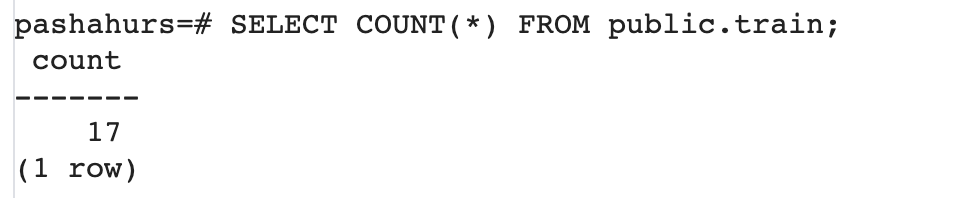 pashahurs=# SELECT COUNT(*) FROM public.train;
count
-------
17
(1 row)